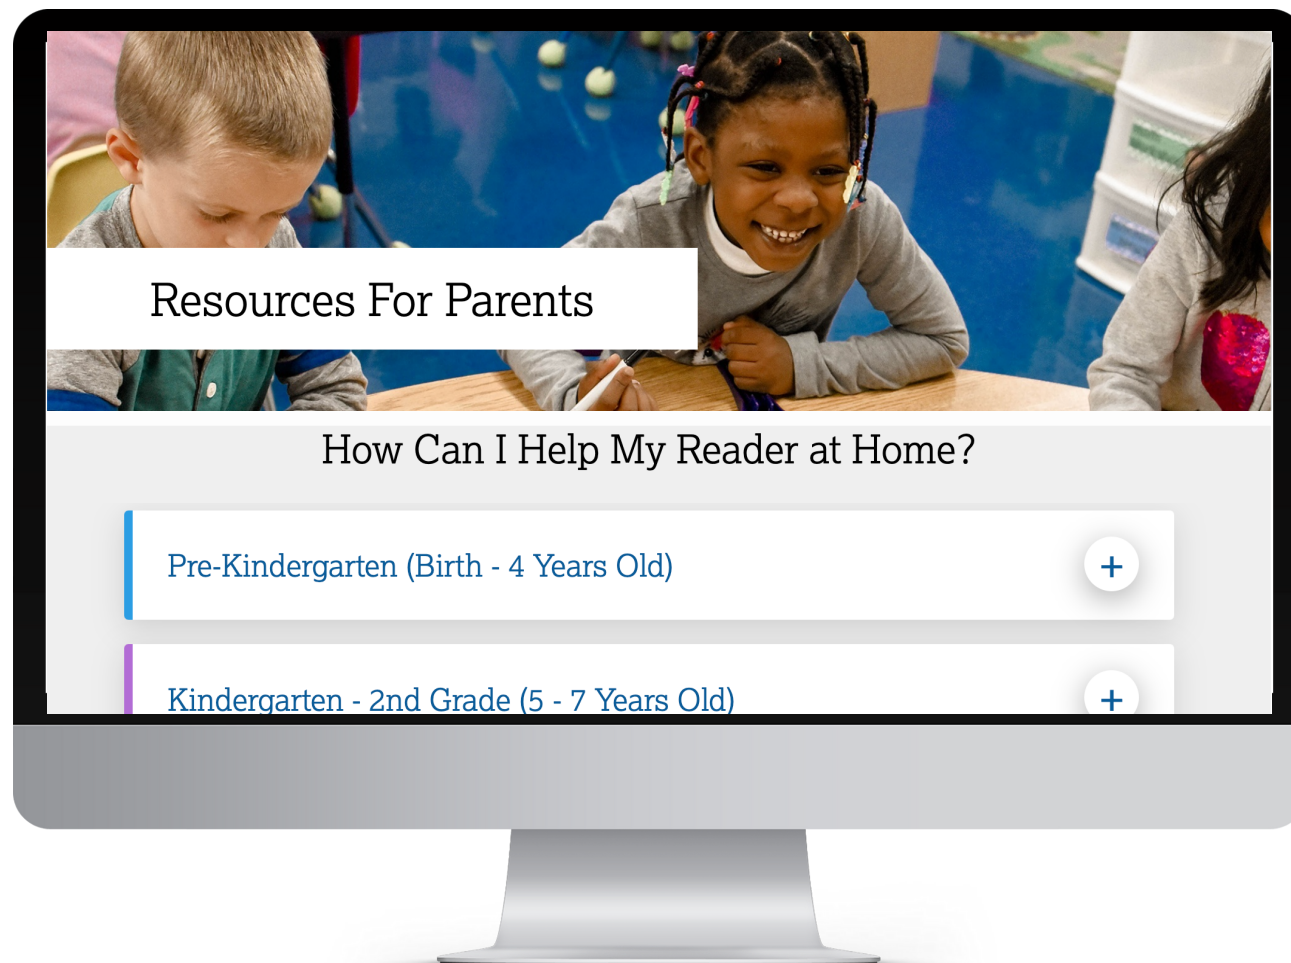 Resources For Parents
How Can I Help My Reader at Home?
Pre-Kindergarten (Birth - 4 Years Old)
+
Kindergarten - 2nd Grade (5 - 7 Years Old)
+